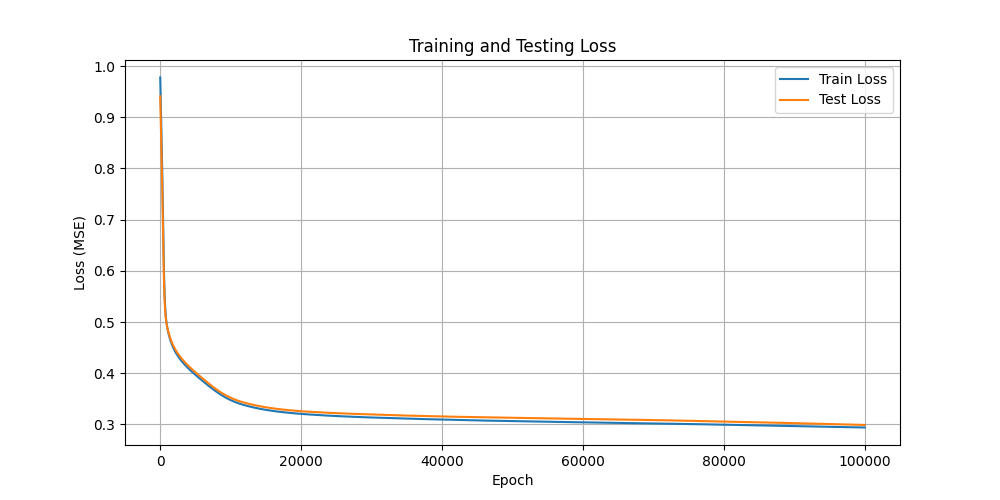 Training and Testing Loss
1.0
0.9
0.8
0.7
0.6
0.5
0.4
0.3
Loss (MSE)
Train Loss
Test Loss
0 20000 40000 60000 80000 100000
Epoch